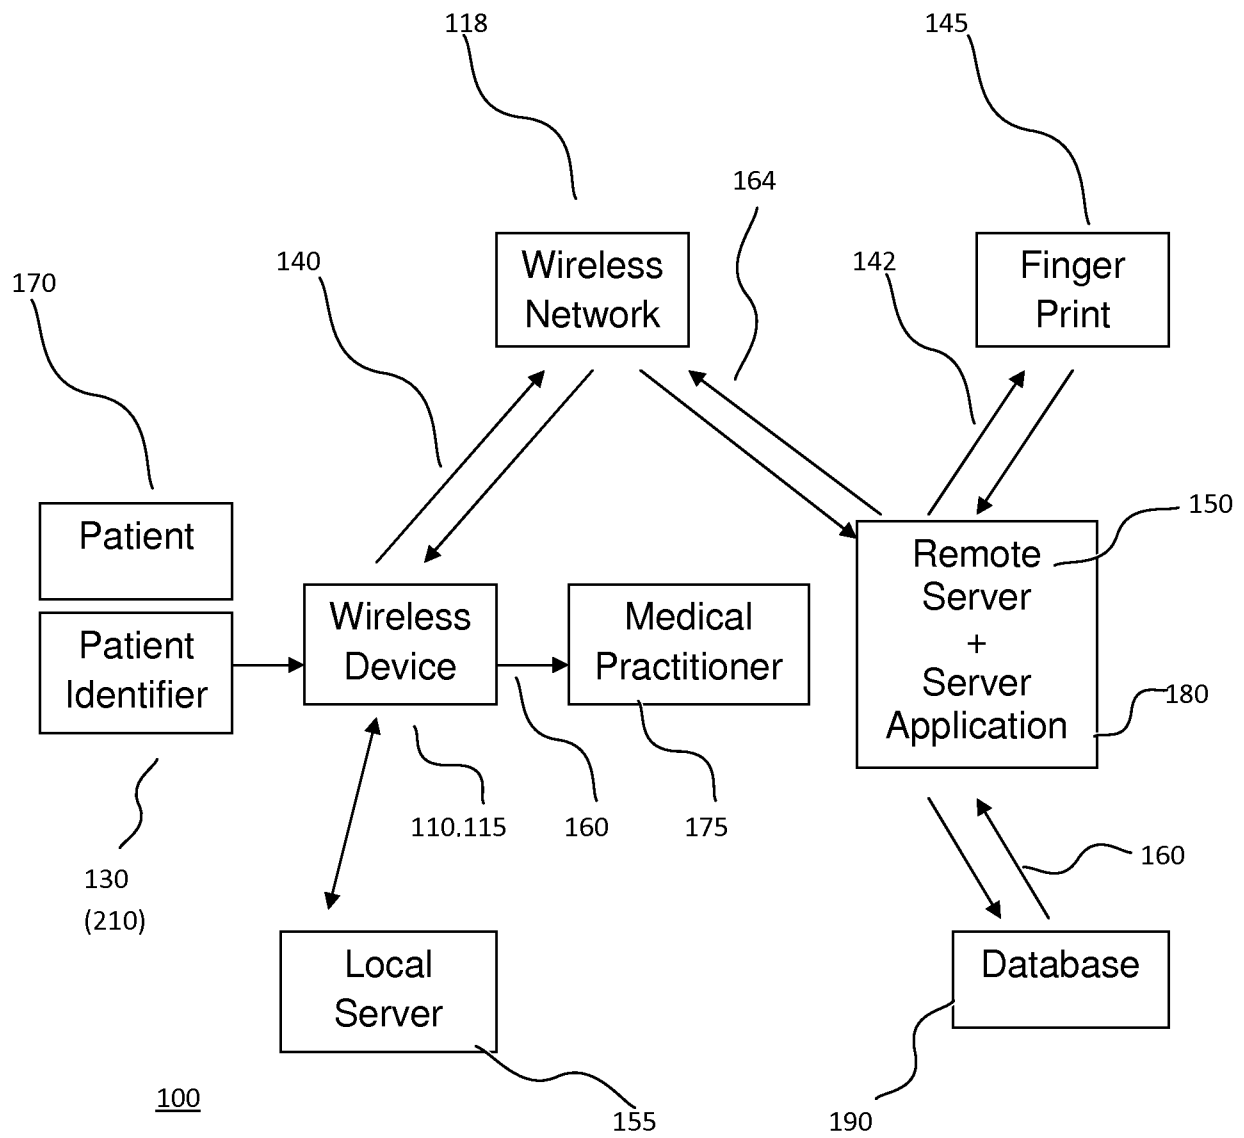 118
145
164
140
142
170
Wireless
Network
Finger
Print
150
Patient
Remote
Server
+
Server
Application
Patient
Identifier
Wireless
Device
Medical
Practitioner
180
110.115
160
175
160
130
(210)
Local
Server
Database
100
155
190